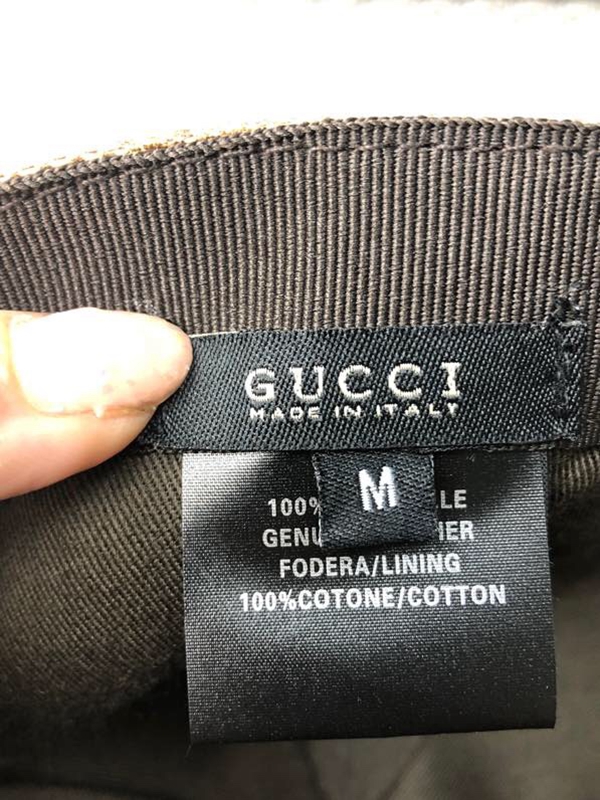 GUCCI
MADE IN ITALY
M
100%
FODERA/LINING
100%COTONE/COTTON